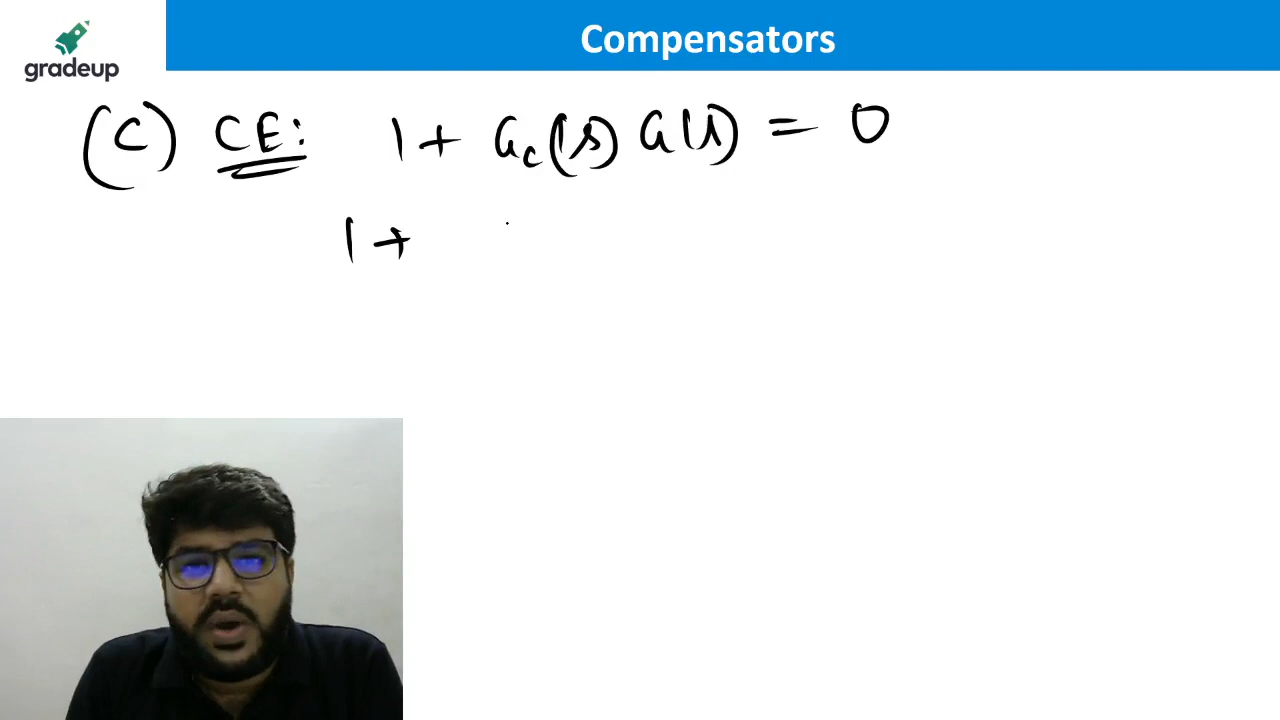 gradeup
Compensators
(C) CE: 1 + Gc(s) G(s) = 0
1 +